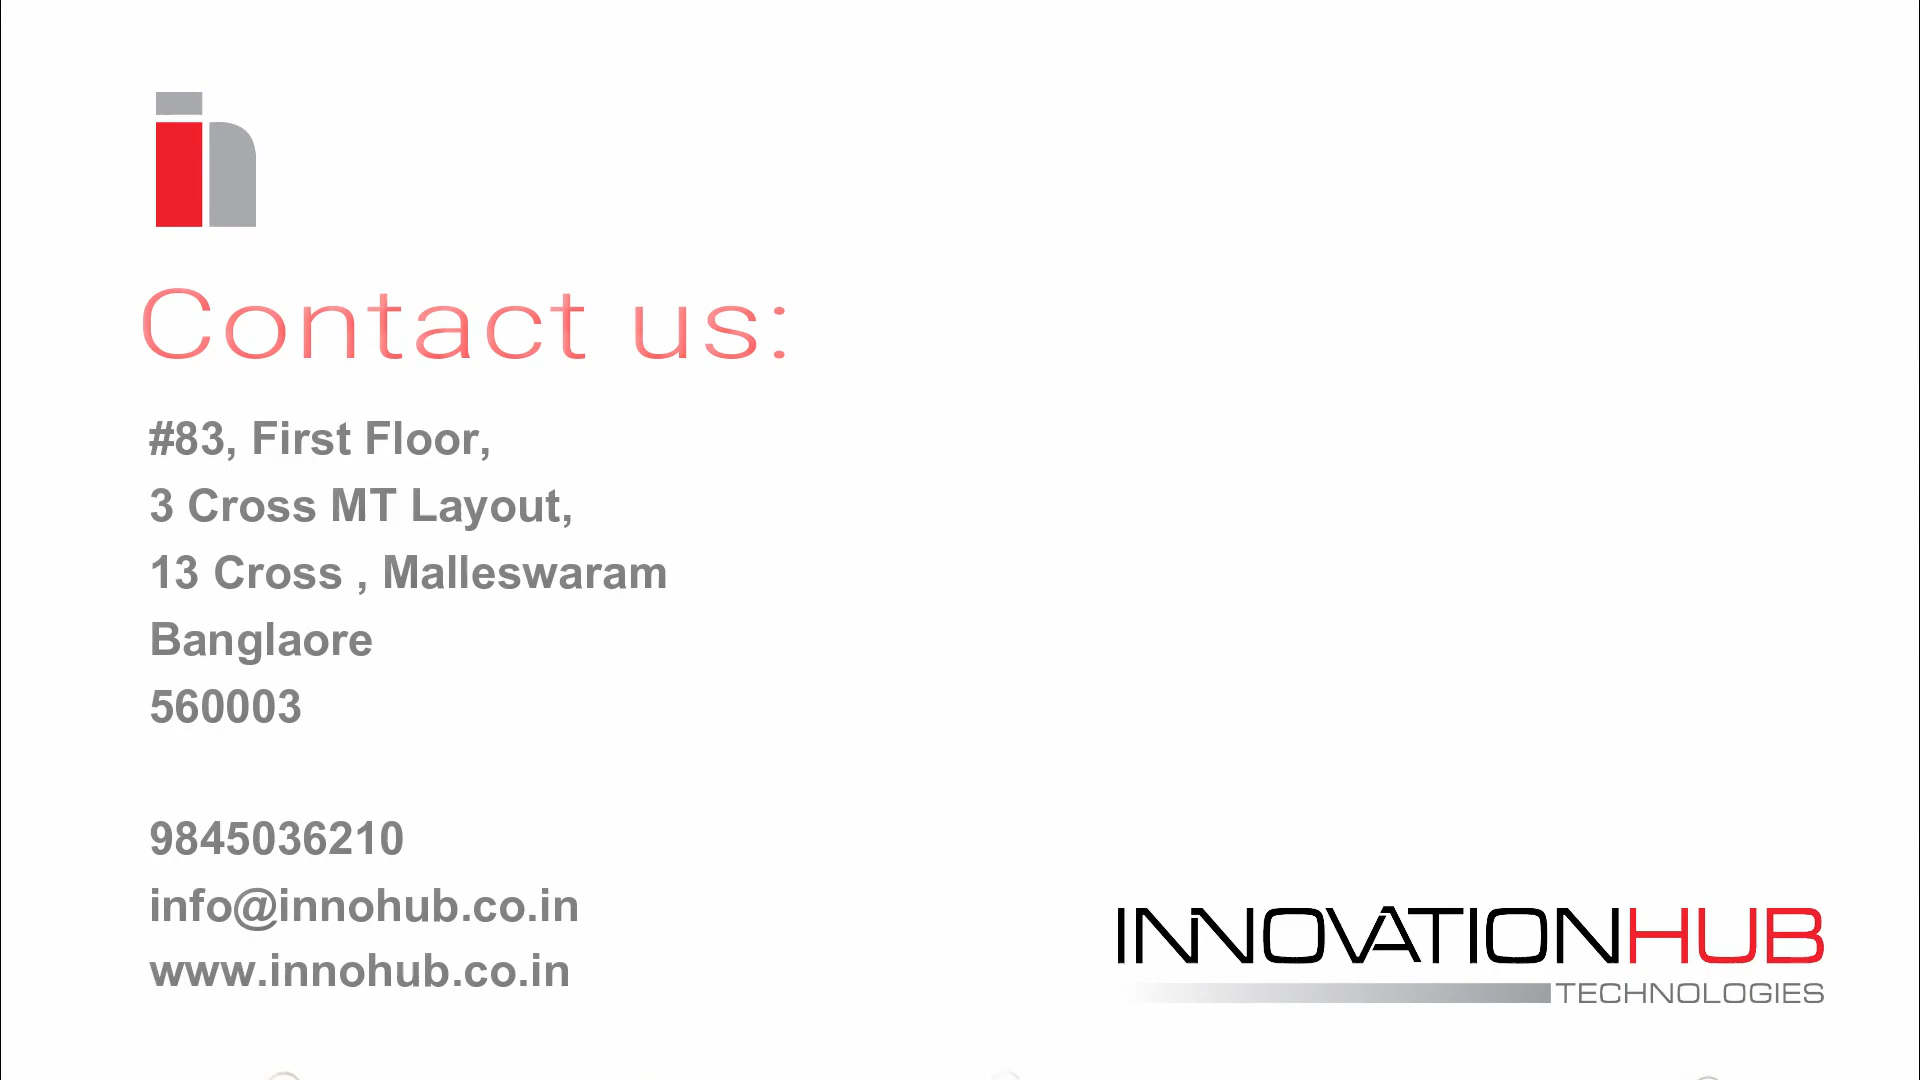 in
Contact us:
#83, First Floor,
3 Cross MT Layout,
13 Cross , Malleswaram
Banglaore
560003
9845036210
info@innohub.co.in
www.innohub.co.in
INNOVATIONHUB
TECHNOLOGIES